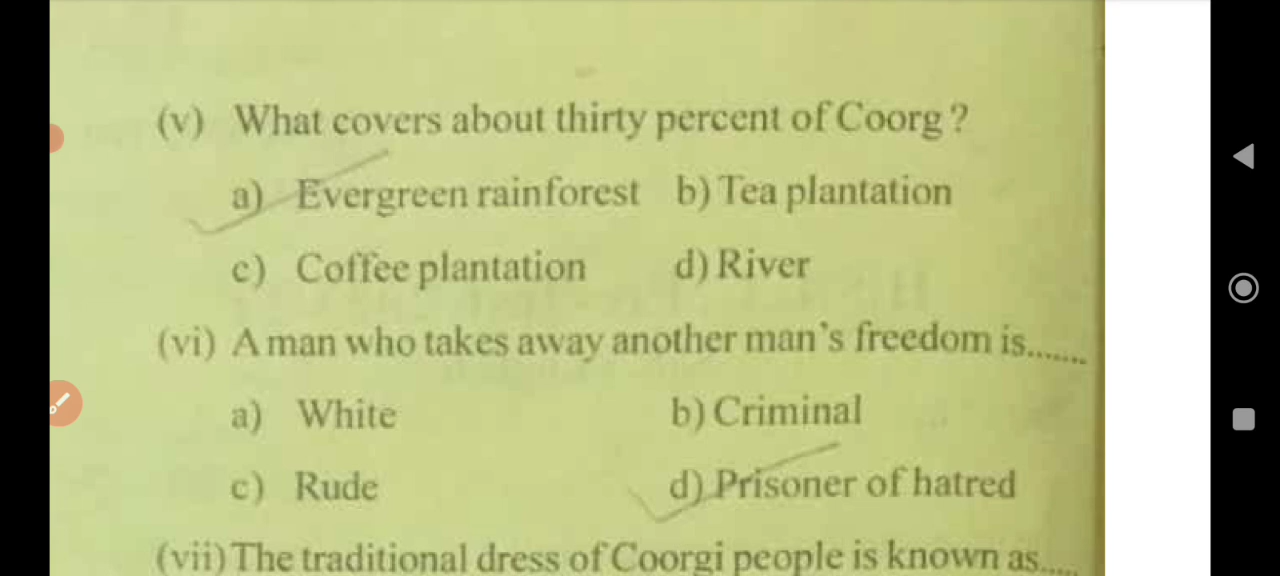 (v) What covers about thirty percent of Coorg ?
a) Evergreen rainforest b) Tea plantation
c) Coffee plantation d) River
(vi) A man who takes away another man's freedom is.......
a) White b) Criminal
c) Rude d) Prisoner of hatred
(vii) The traditional dress of Coorgi people is known as.....